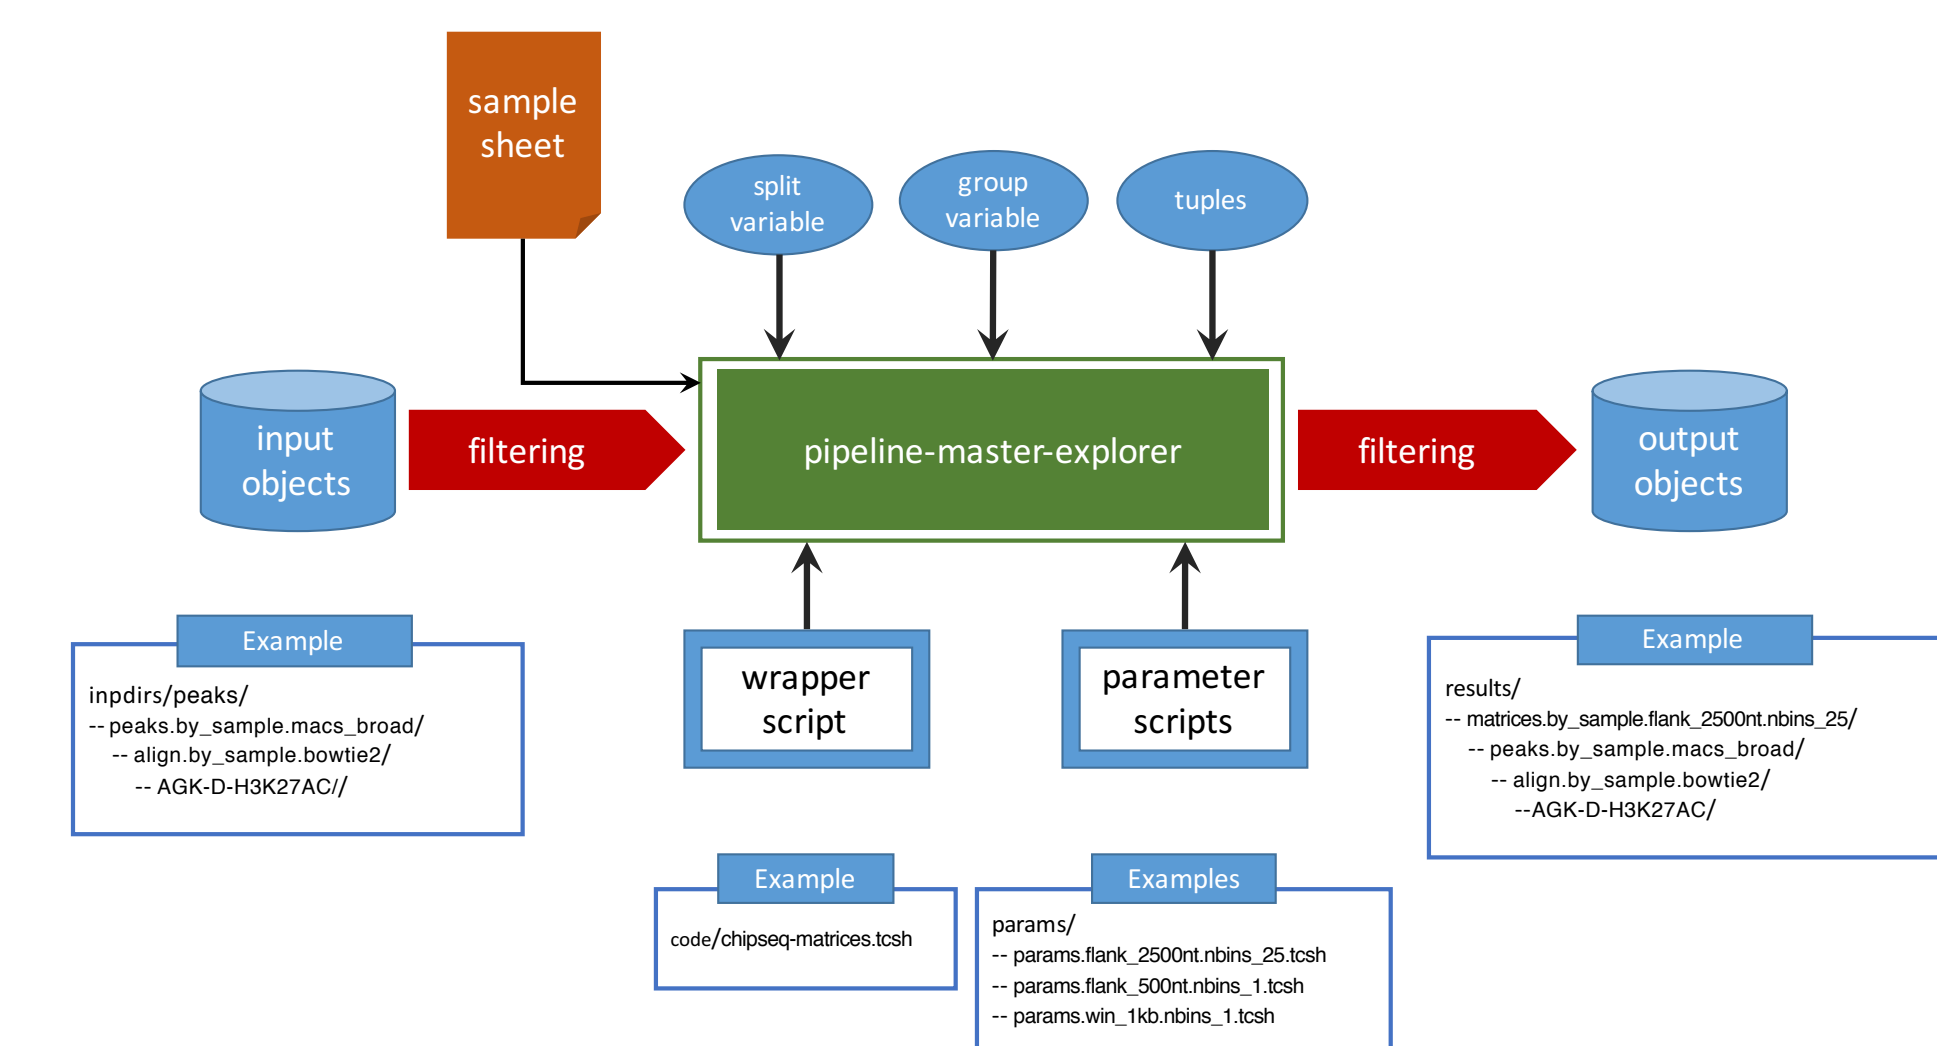 sample
sheet
split
variable
group
variable
tuples
input
objects
filtering
pipeline-master-explorer
filtering
output
objects
Example
inpdirs/peaks/
-- peaks.by_sample.macs_broad/
-- align.by_sample.bowtie2/
-- AGK-D-H3K27AC//
wrapper
script
parameter
scripts
Example
results/
-- matrices.by_sample.flank_2500nt.nbins_25/
-- peaks.by_sample.macs_broad/
-- align.by_sample.bowtie2/
--AGK-D-H3K27AC/
Example
code/chipseq-matrices.tcsh
Examples
params/
-- params.flank_2500nt.nbins_25.tcsh
-- params.flank_500nt.nbins_1.tcsh
-- params.win_1kb.nbins_1.tcsh